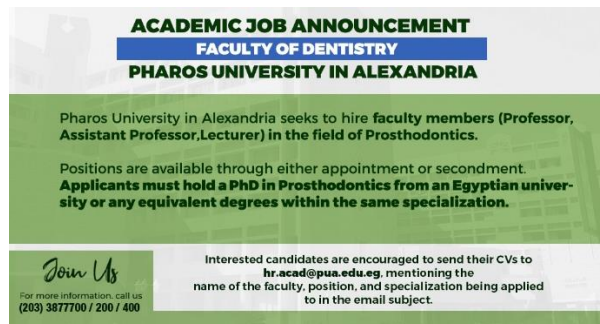 ACADEMIC JOB ANNOUNCEMENT
FACULTY OF DENTISTRY
PHAROS UNIVERSITY IN ALEXANDRIA
Pharos University in Alexandria seeks to hire faculty members (Professor,
Assistant Professor,Lecturer) in the field of Prosthodontics.
Positions are available through either appointment or secondment.
Applicants must hold a PhD in Prosthodontics from an Egyptian univer-
sity or any equivalent degrees within the same specialization.
Join Us
For more information, call us
(203) 3877700 / 200 / 400
Interested candidates are encouraged to send their CVs to
hr.acad@pua.edu.eg, mentioning the
name of the faculty, position, and specialization being applied
to in the email subject.